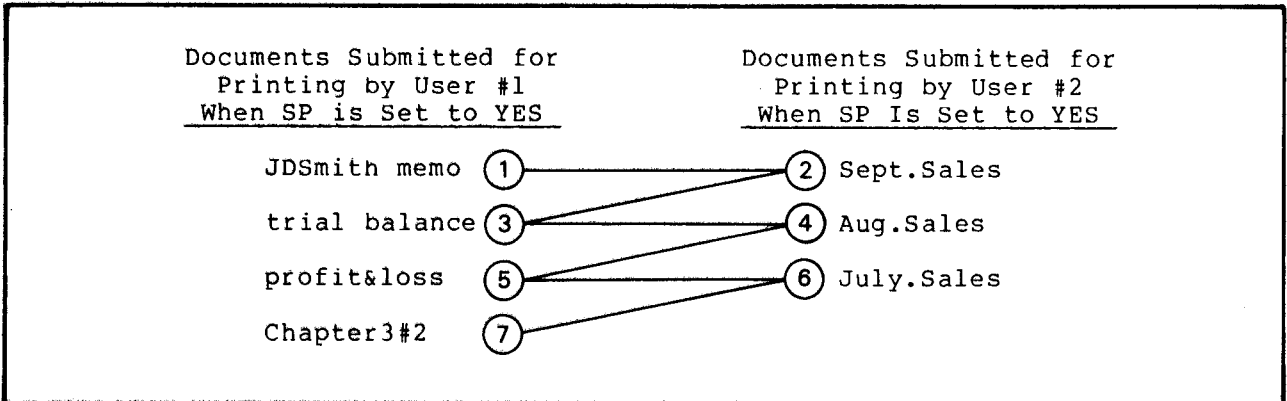 Documents Submitted for
Printing by User #1
When SP is Set to YES
Documents Submitted for
Printing by User #2
When SP Is Set to YES
JDSmith memo 1 2 Sept.Sales
trial balance 3 4 Aug.Sales
profit&loss 5 6 July.Sales
Chapter3#2 7